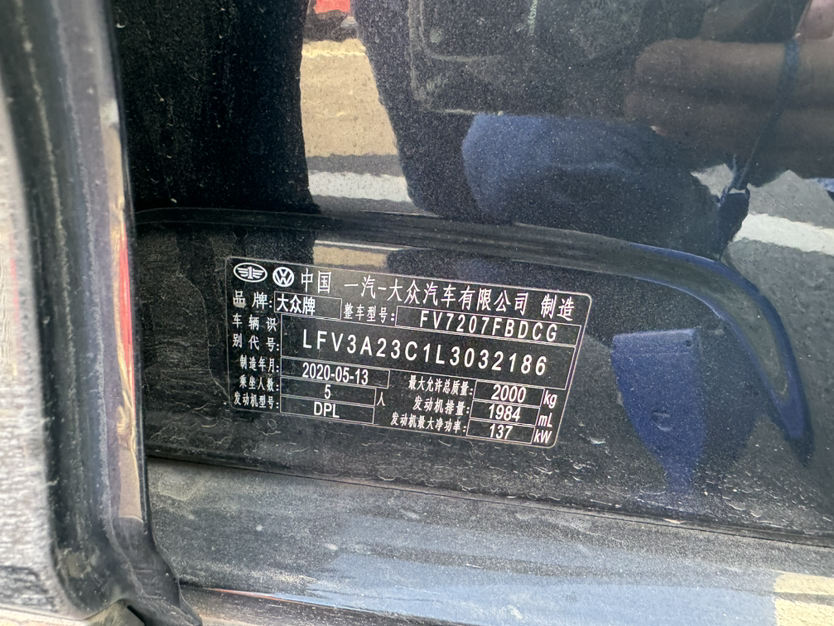 中国 一汽-大众汽车有限公司 制造
品牌: 大众牌 整车型号: FV7207FBDCG
车辆识别代号: LFV3A23C1L3032186
制造年月: 2020-05-13 最大允许总质量: 2000 kg
乘坐人数: 5 人 发动机排量: 1984 mL
发动机型号: DPL 发动机最大净功率: 137 kW